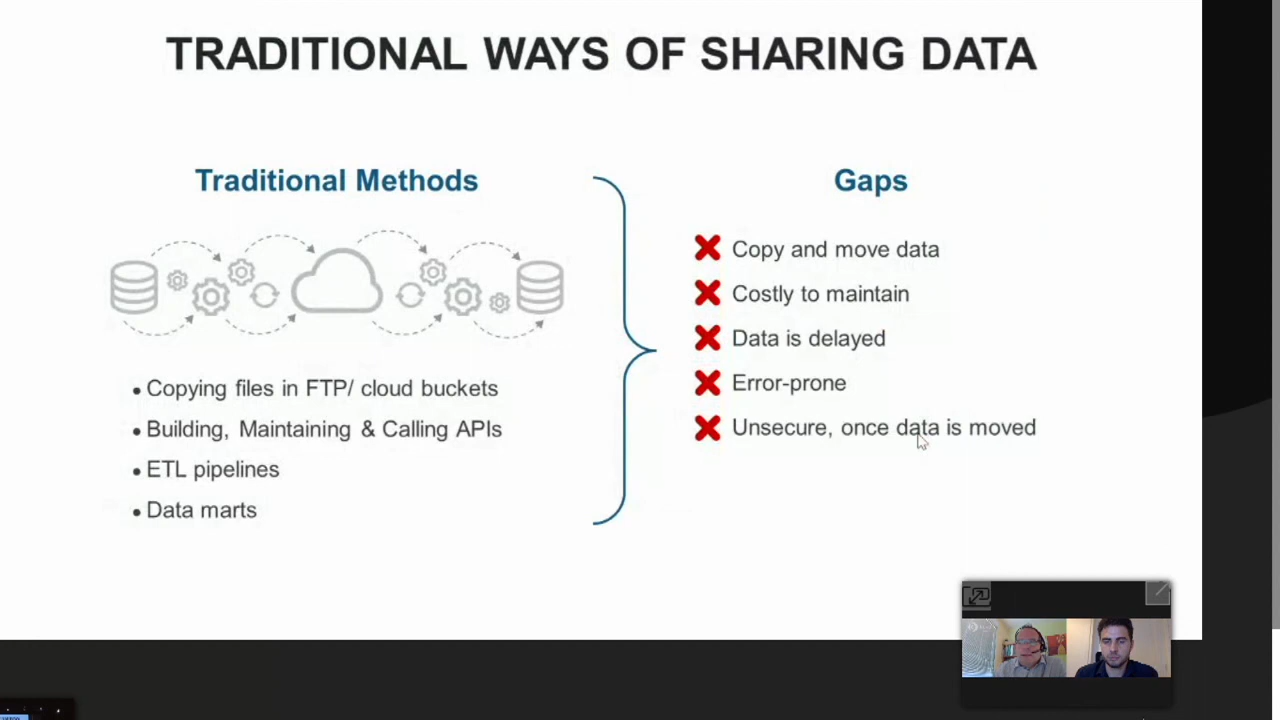 TRADITIONAL WAYS OF SHARING DATA
Traditional Methods
• Copying files in FTP/ cloud buckets
• Building, Maintaining & Calling APIs
• ETL pipelines
• Data marts
Gaps
Copy and move data
Costly to maintain
Data is delayed
Error-prone
Unsecure, once data is moved